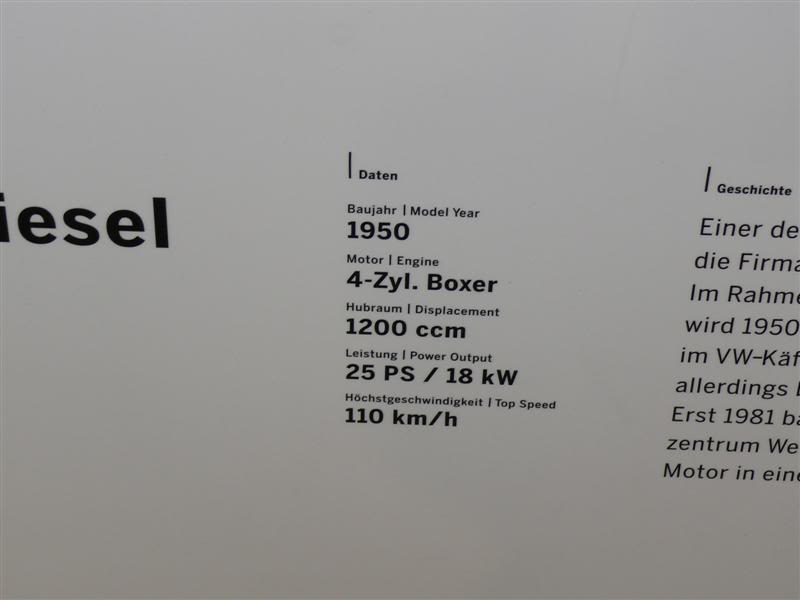 iesel
Daten
Baujahr | Model Year
1950
Motor | Engine
4-Zyl. Boxer
Hubraum | Displacement
1200 ccm
Leistung | Power Output
25 PS / 18 kW
Höchstgeschwindigkeit | Top Speed
110 km/h
Geschichte
Einer de
die Firma
Im Rahme
wird 1950
im VW-Käf
allerdings
Erst 1981 ba
zentrum We
Motor in eine